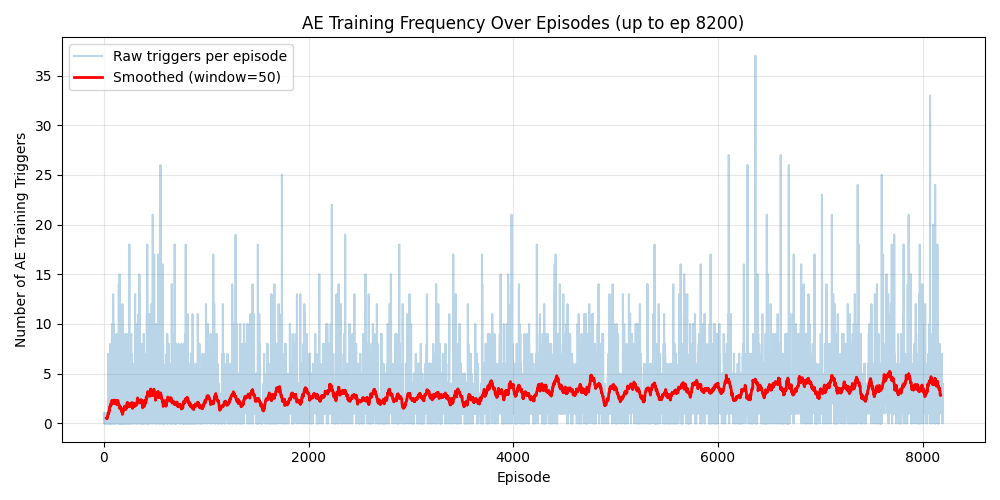 AE Training Frequency Over Episodes (up to ep 8200)
Raw triggers per episode
Smoothed (window=50)
Number of AE Training Triggers
35
30
25
20
15
10
5
0
0 2000 4000 6000 8000
Episode